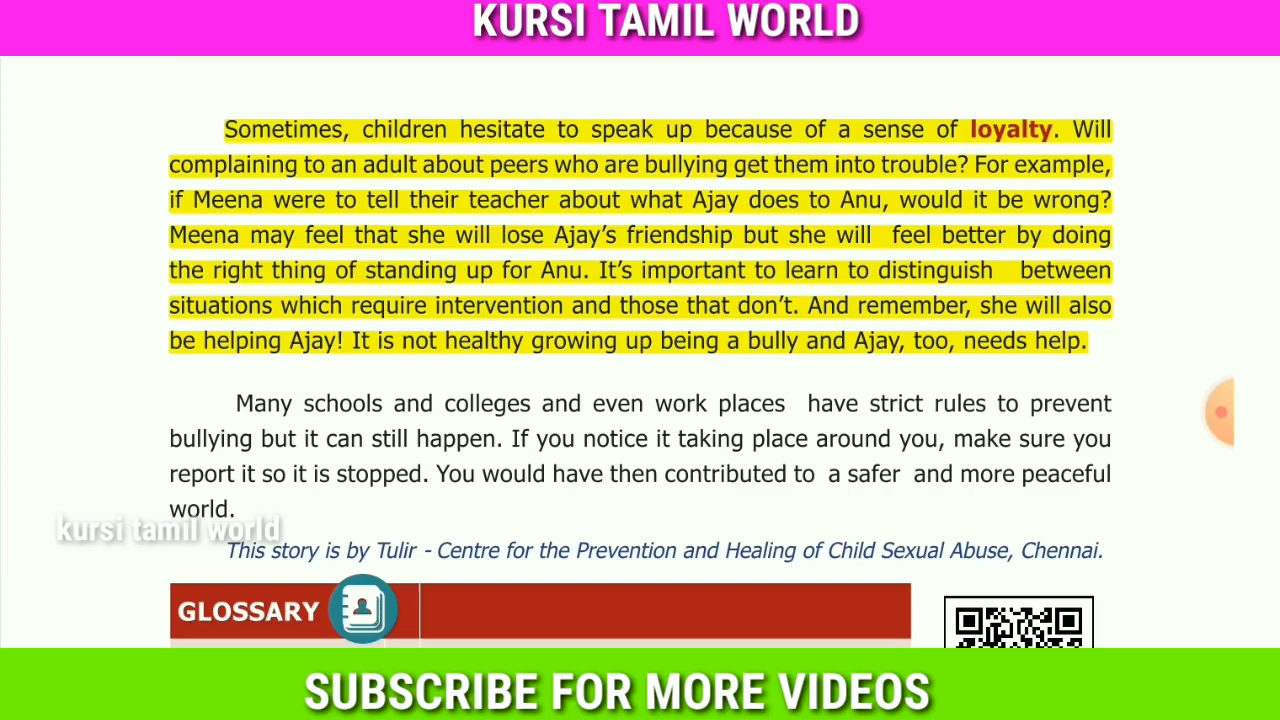 KURSI TAMIL WORLD
Sometimes, children hesitate to speak up because of a sense of loyalty. Will
complaining to an adult about peers who are bullying get them into trouble? For example,
if Meena were to tell their teacher about what Ajay does to Anu, would it be wrong?
Meena may feel that she will lose Ajay's friendship but she will feel better by doing
the right thing of standing up for Anu. It's important to learn to distinguish between
situations which require intervention and those that don't. And remember, she will also
be helping Ajay! It is not healthy growing up being a bully and Ajay, too, needs help.
Many schools and colleges and even work places have strict rules to prevent
bullying but it can still happen. If you notice it taking place around you, make sure you
report it so it is stopped. You would have then contributed to a safer and more peaceful
world.
kursi tamil world
This story is by Tulir - Centre for the Prevention and Healing of Child Sexual Abuse, Chennai.
GLOSSARY
SUBSCRIBE FOR MORE VIDEOS